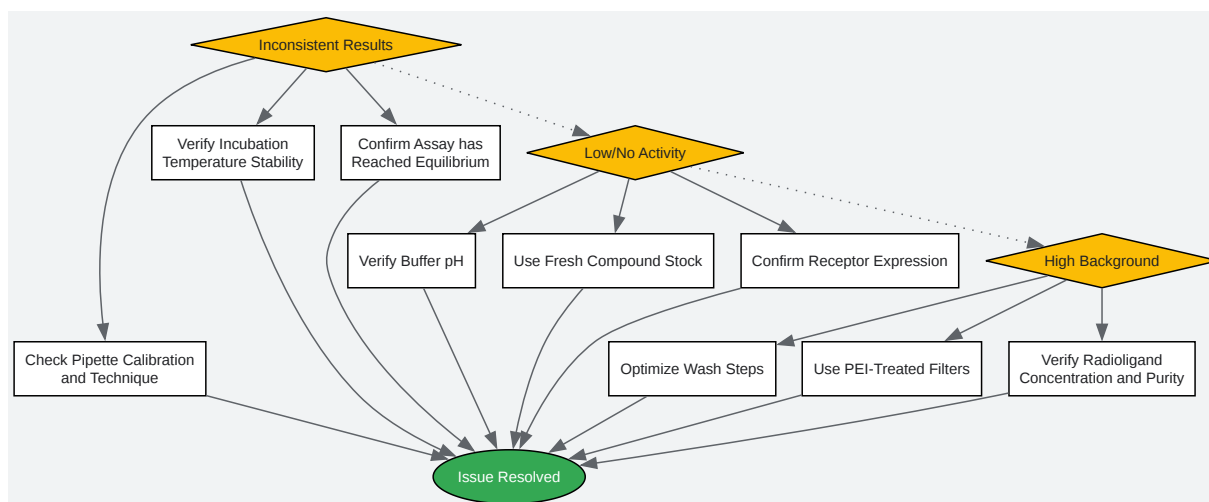 Inconsistent Results
Verify Incubation
Temperature Stability
Confirm Assay has
Reached Equilibrium
Low/No Activity
Verify Buffer pH
Use Fresh Compound Stock
Confirm Receptor Expression
High Background
Check Pipette Calibration
and Technique
Optimize Wash Steps
Use PEI-Treated Filters
Verify Radioligand
Concentration and Purity
Issue Resolved